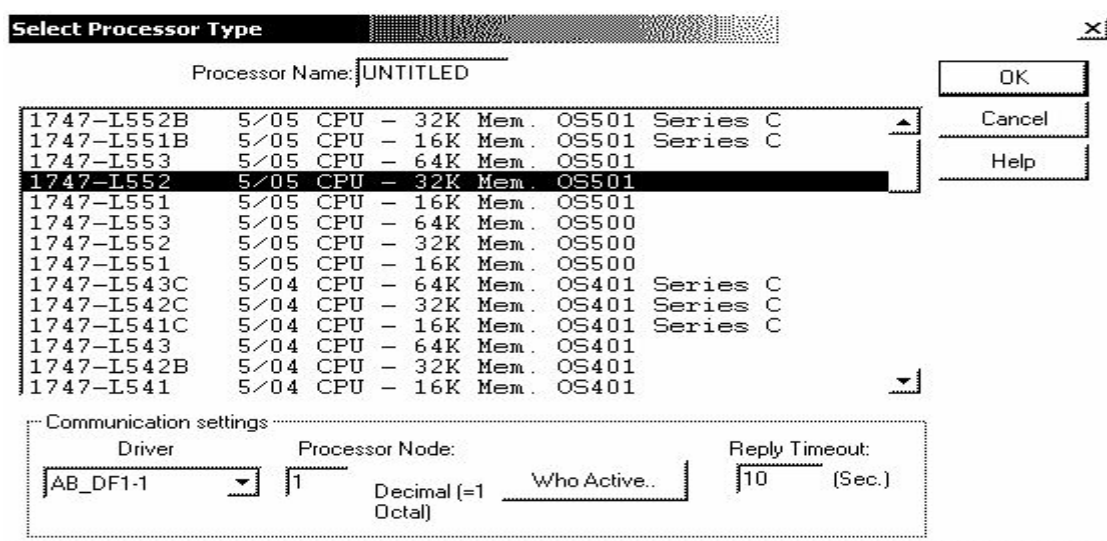 Select Processor Type
Processor Name: UNTITLED
OK
Cancel
Help
1747-L552B 5/05 CPU - 32K Mem. OS501 Series C
1747-L551B 5/05 CPU - 16K Mem. OS501 Series C
1747-L553 5/05 CPU - 64K Mem. OS501
1747-L552 5/05 CPU - 32K Mem. OS501
1747-L551 5/05 CPU - 16K Mem. OS501
1747-L553 5/05 CPU - 64K Mem. OS500
1747-L552 5/05 CPU - 32K Mem. OS500
1747-L551 5/05 CPU - 16K Mem. OS500
1747-L543C 5/04 CPU - 64K Mem. OS401 Series C
1747-L542C 5/04 CPU - 32K Mem. OS401 Series C
1747-L541C 5/04 CPU - 16K Mem. OS401 Series C
1747-L543 5/04 CPU - 64K Mem. OS401
1747-L542B 5/04 CPU - 32K Mem. OS401
1747-L541 5/04 CPU - 16K Mem. OS401
Communication settings
Driver Processor Node: Reply Timeout:
AB_DF1-1 1 Decimal (=1 Who Active.. 10 (Sec.)
Octal)